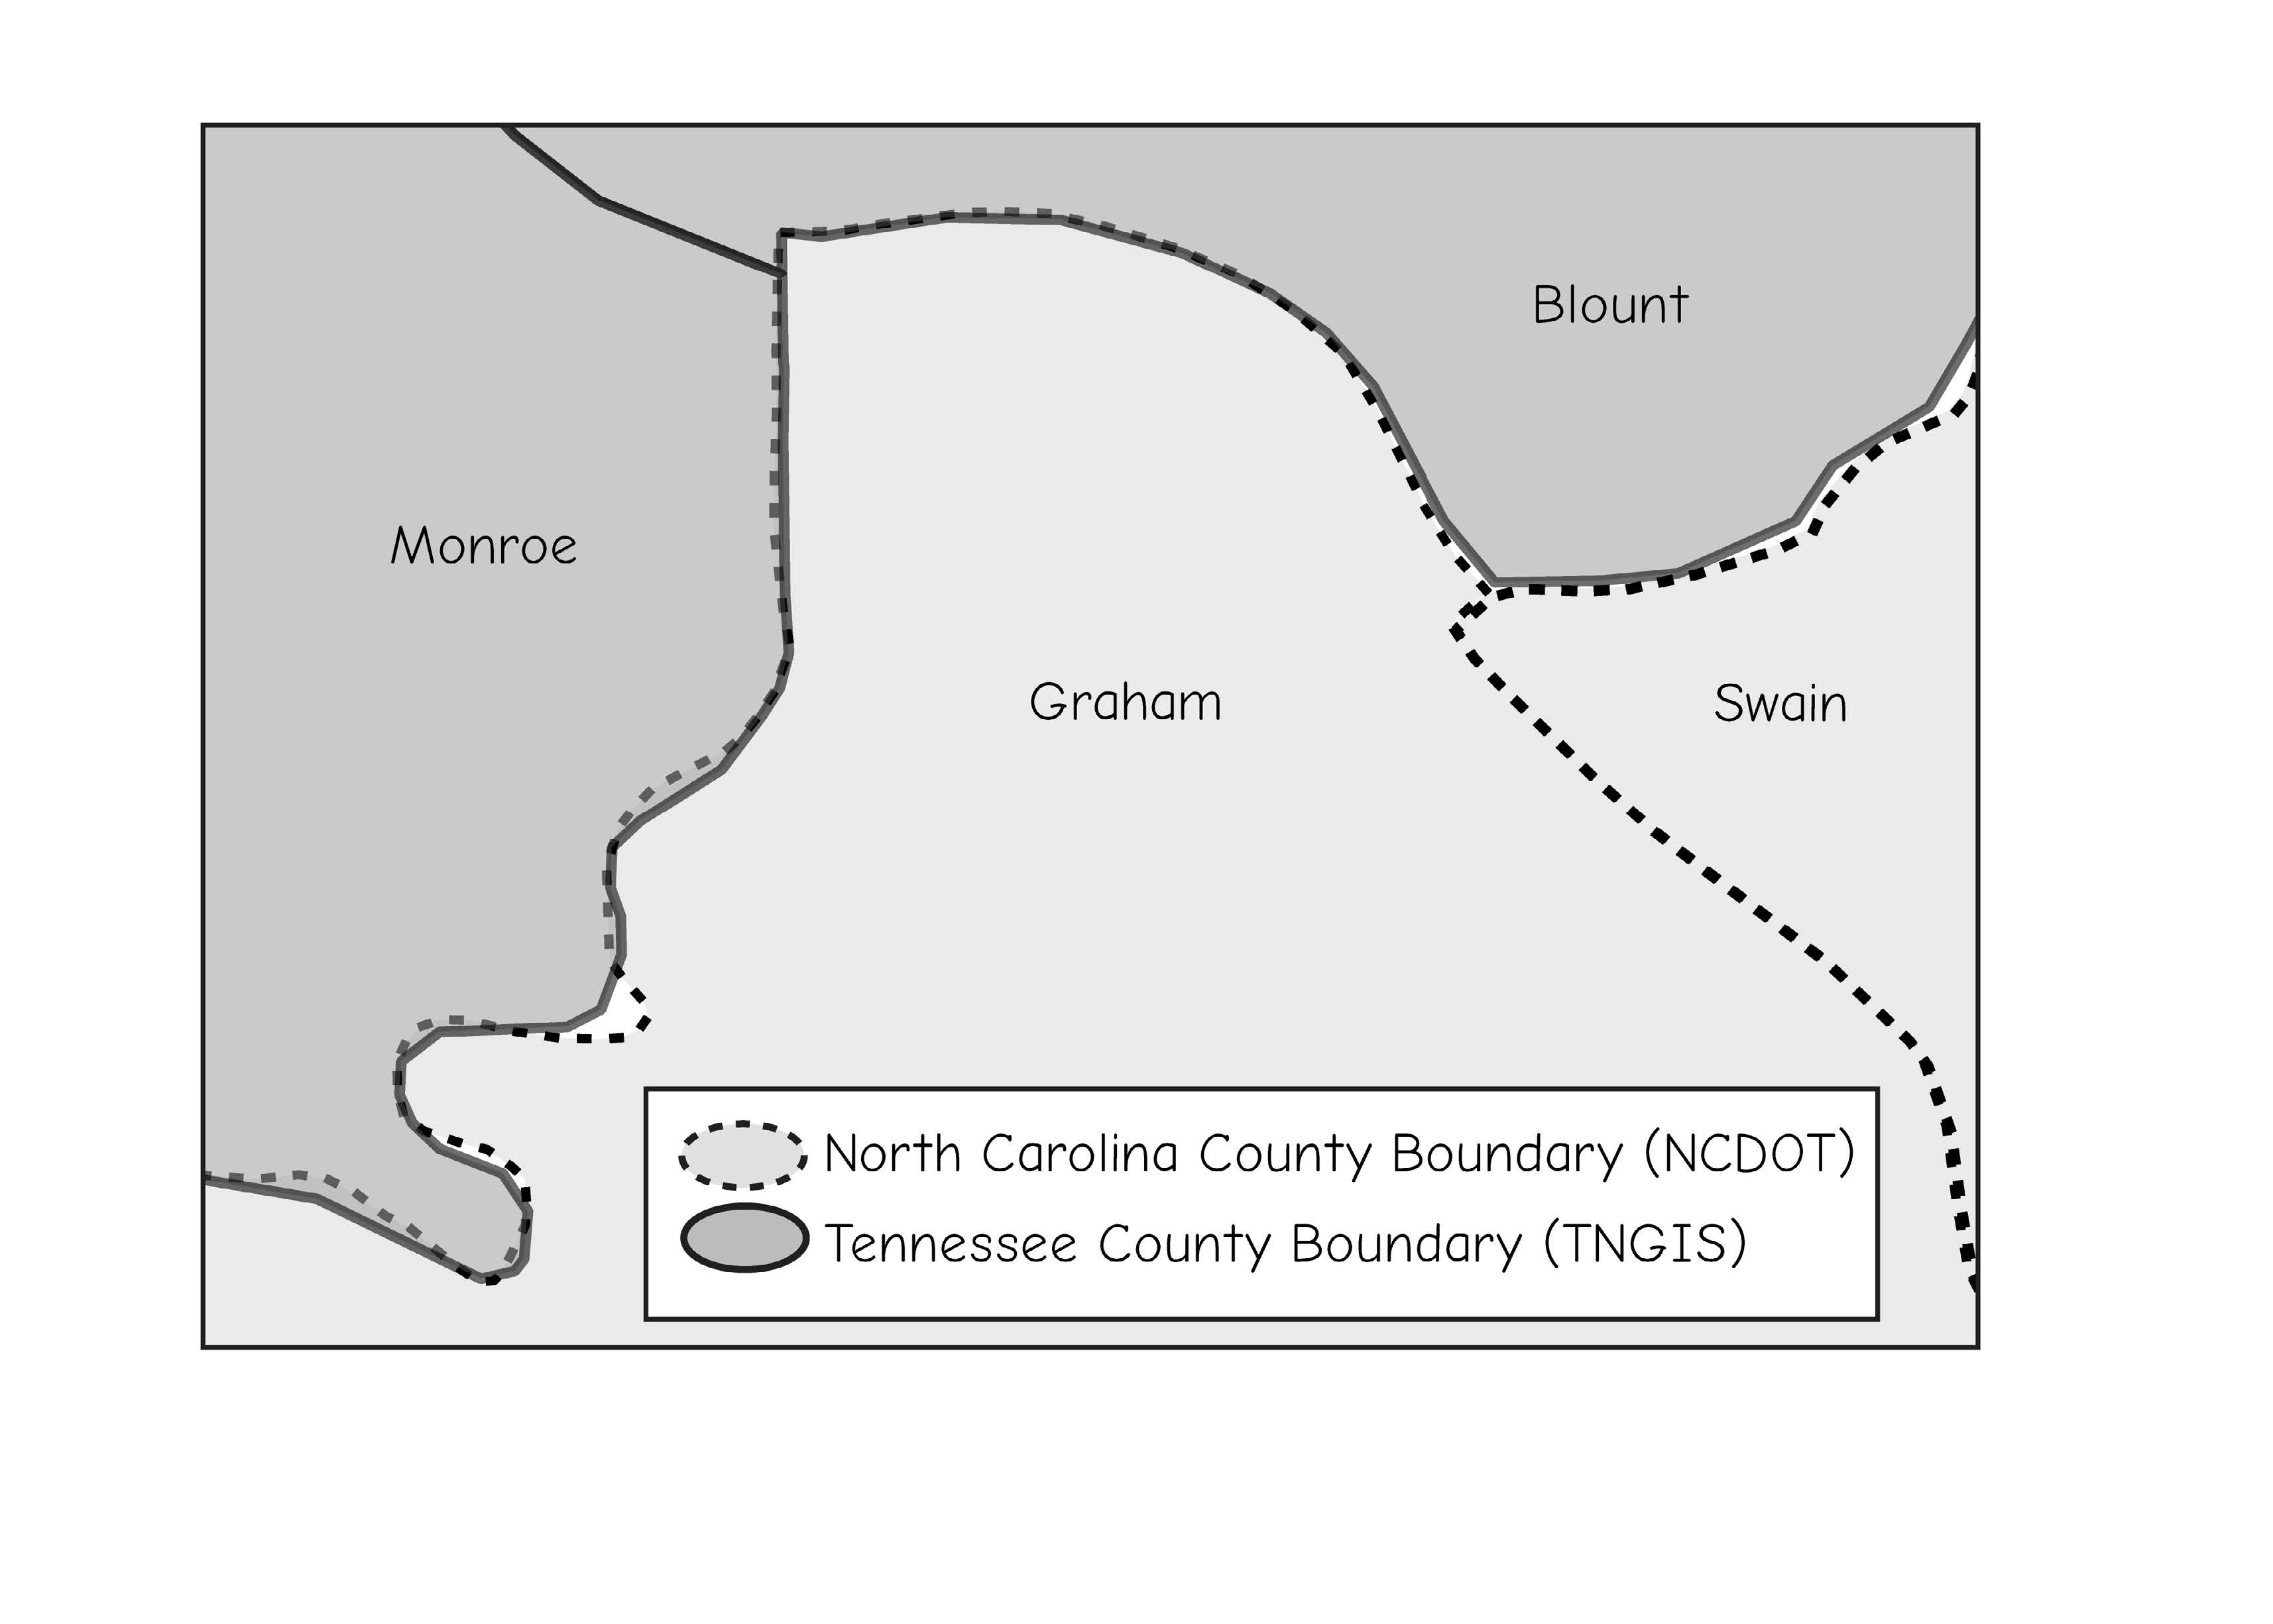 Blount
Monroe
Graham
Swain
North Carolina County Boundary (NCDOT)
Tennessee County Boundary (TNGIS)